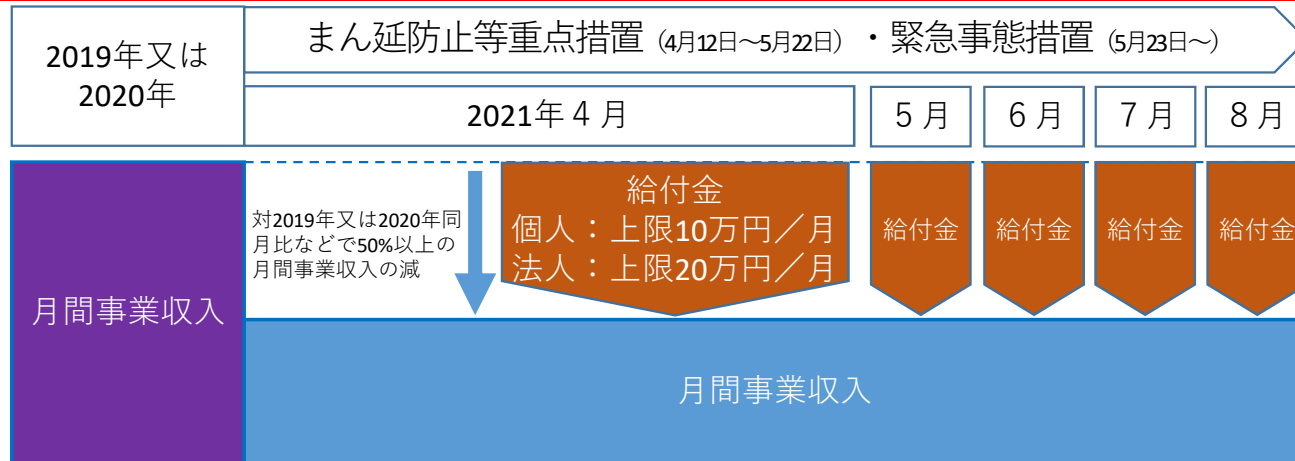 2019年又は
2020年
まん延防止等重点措置（4月12日～5月22日）・緊急事態措置（5月23日～）
2021年４月
５月
６月
７月
８月
対2019年又は2020年同
月比などで50%以上の
月間事業収入の減
給付金
個人：上限10万円／月
法人：上限20万円／月
給付金
給付金
給付金
給付金
月間事業収入
月間事業収入